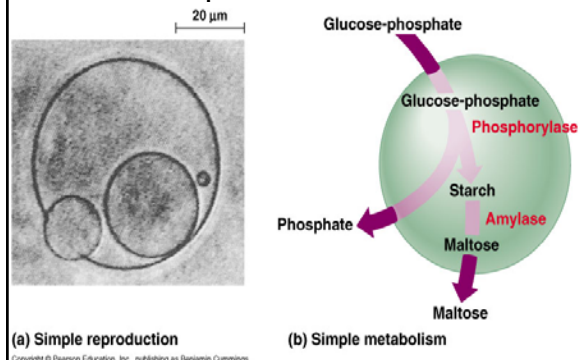 20 µm
Glucose-phosphate
Glucose-phosphate
Phosphorylase
Starch
Phosphate
Amylase
Maltose
Maltose
(a) Simple reproduction
(b) Simple metabolism
Copyright © Pearson Education, Inc., publishing as Benjamin Cummings